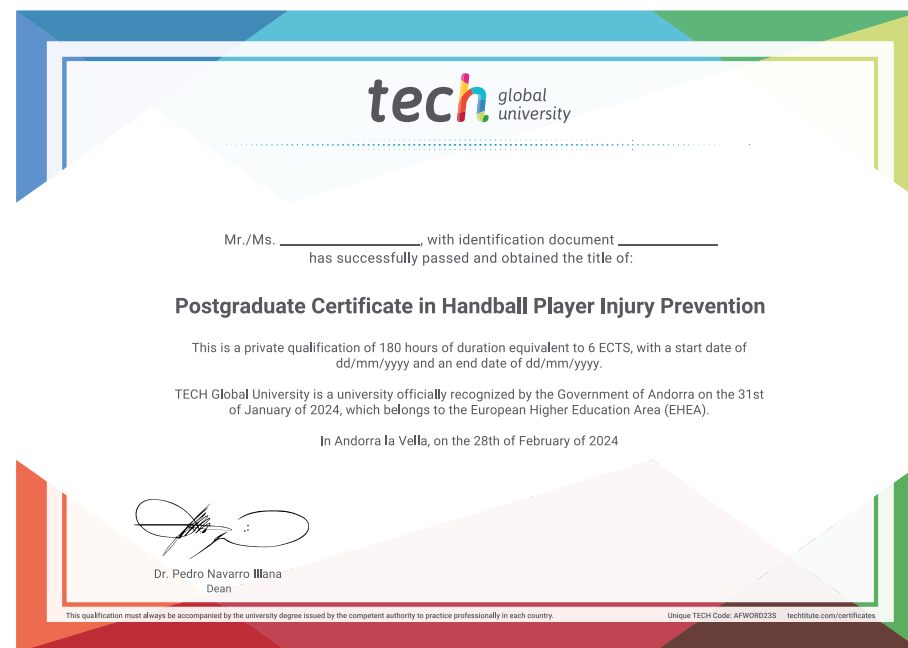 tech global university
Mr./Ms. ____________________, with identification document ______________
has successfully passed and obtained the title of:
Postgraduate Certificate in Handball Player Injury Prevention
This is a private qualification of 180 hours of duration equivalent to 6 ECTS, with a start date of
dd/mm/yyyy and an end date of dd/mm/yyyy.
TECH Global University is a university officially recognized by the Government of Andorra on the 31st
of January of 2024, which belongs to the European Higher Education Area (EHEA).
In Andorra la Vella, on the 28th of February of 2024
Dr. Pedro Navarro Illana
Dean
This qualification must always be accompanied by the university degree issued by the competent authority to practice professionally in each country.
Unique TECH Code: AFWORD23S techtitute.com/certificates